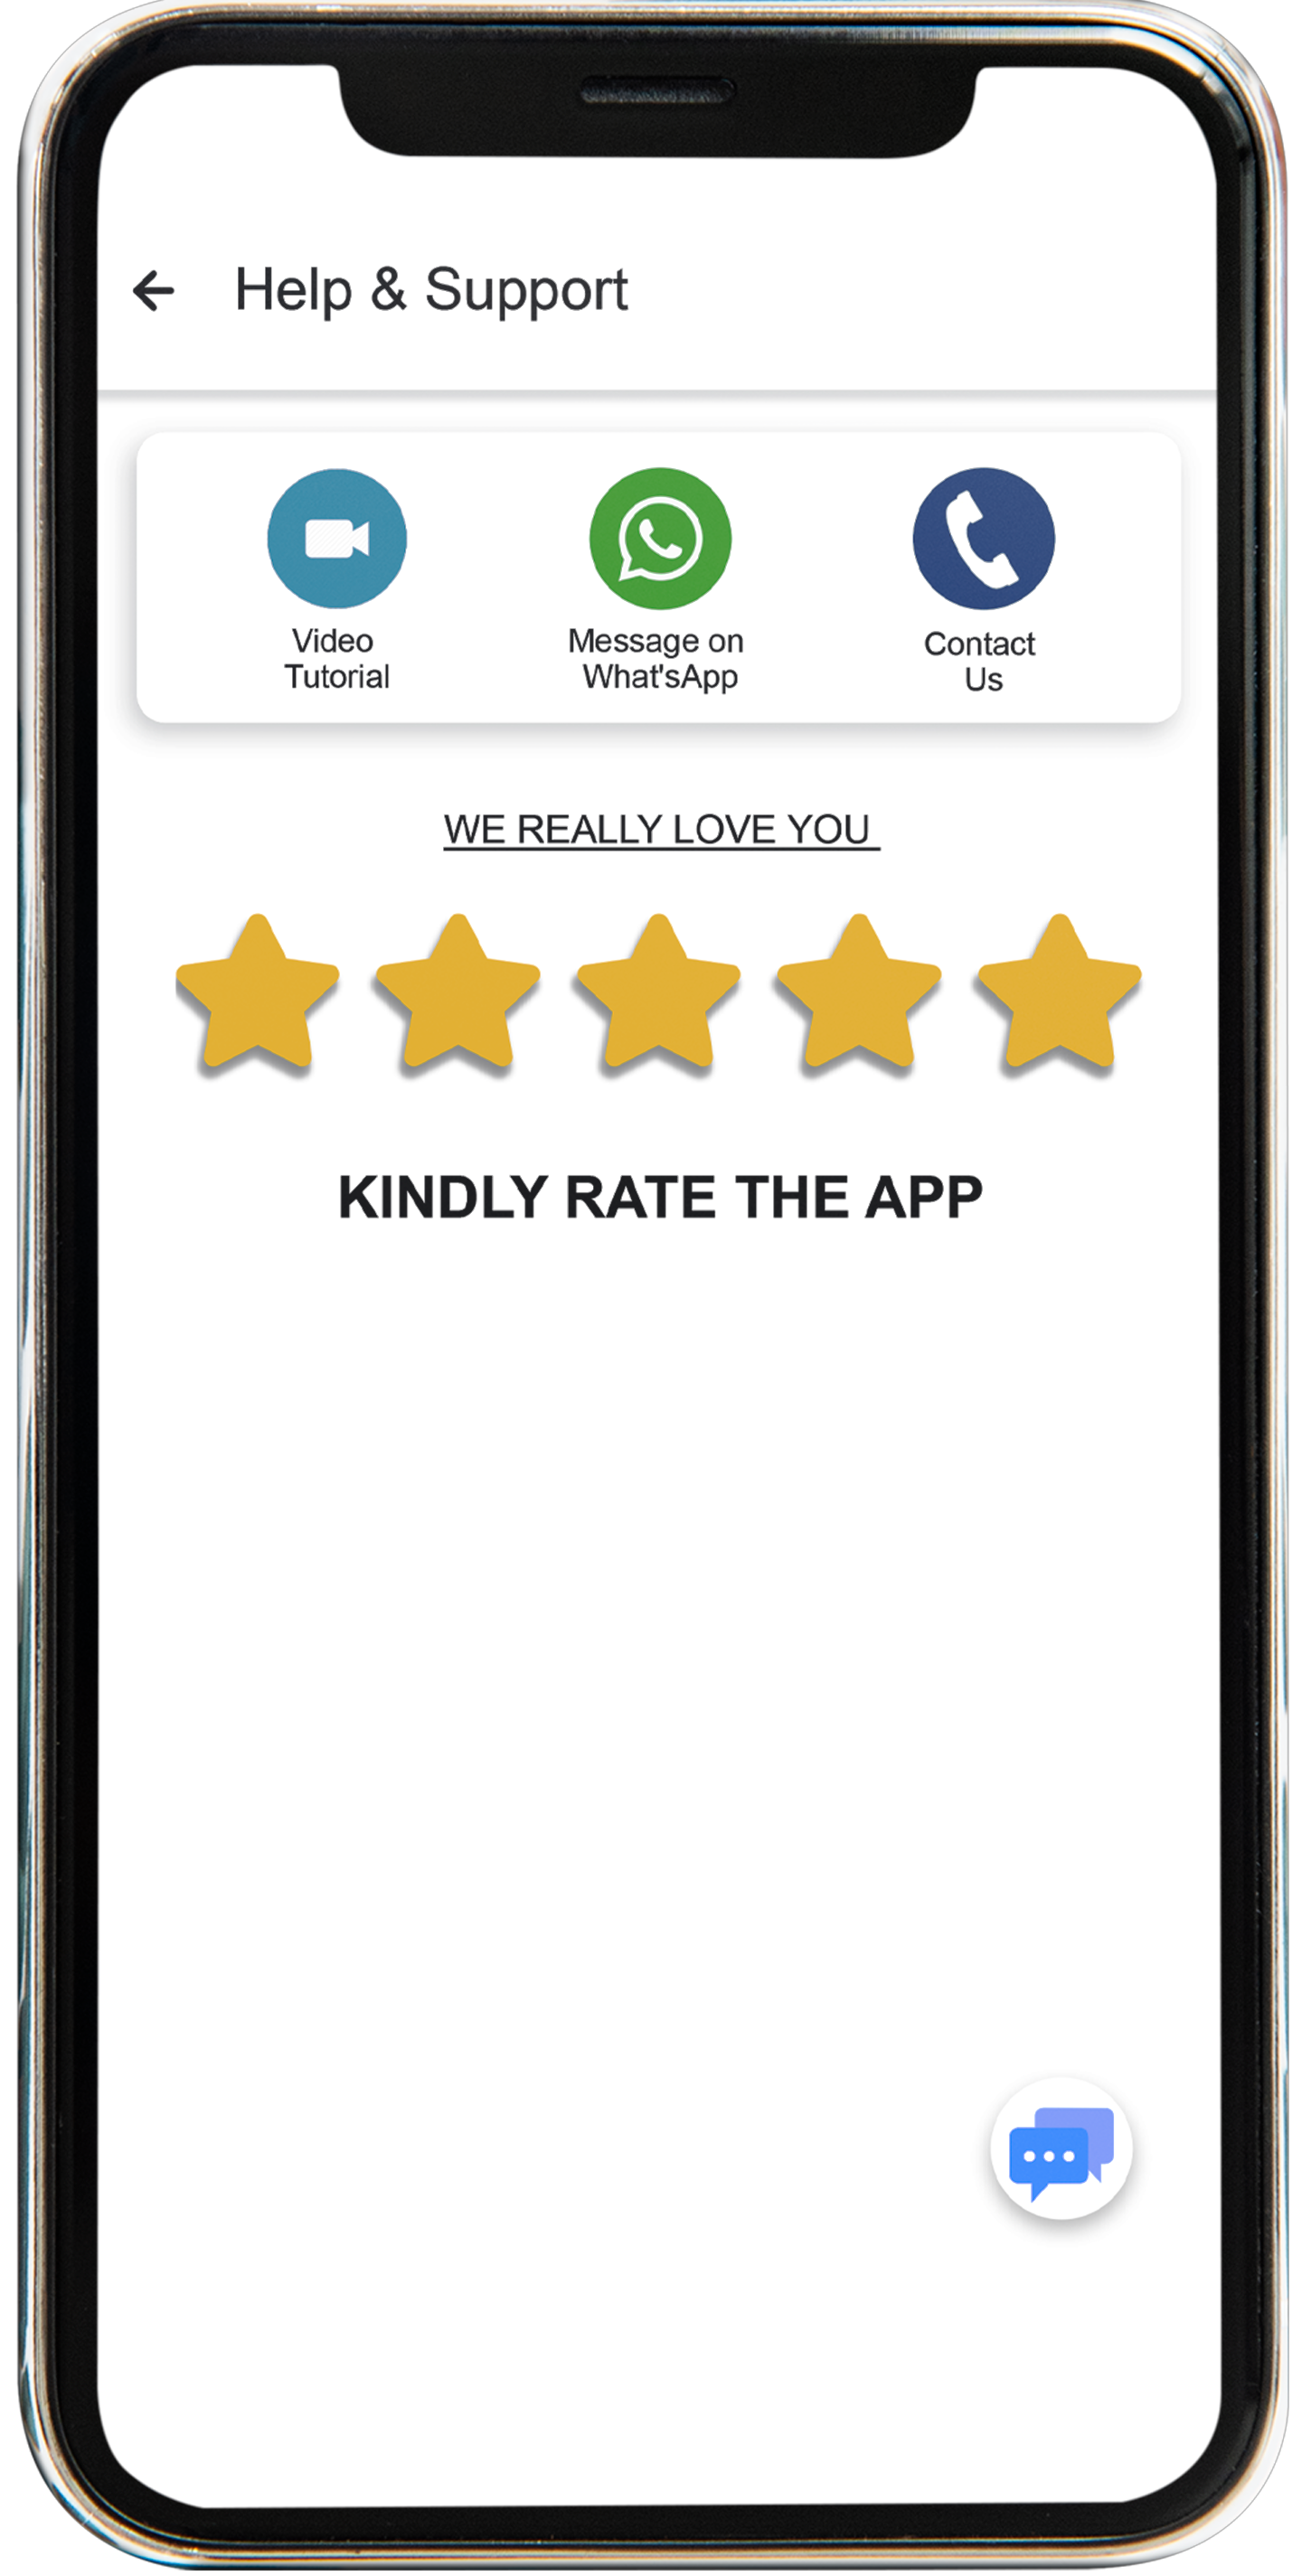 Help & Support
Video
Tutorial
Message on
What'sApp
Contact
Us
WE REALLY LOVE YOU
KINDLY RATE THE APP